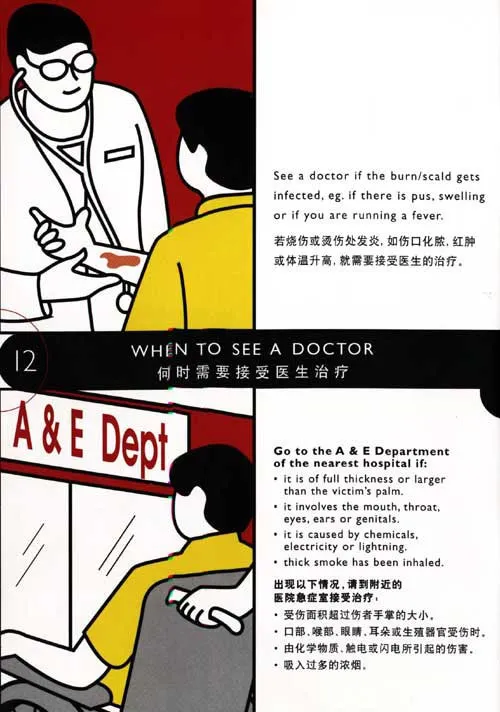 See a doctor if the burn/scald gets
infected, eg. if there is pus, swelling
or if you are running a fever.
若烧伤或烫伤处发炎, 如伤口化脓, 红肿
或体温升高, 就需要接受医生的治疗。
12
WHEN TO SEE A DOCTOR
何时需要接受医生治疗
A & E Dept
Go to the A & E Department
of the nearest hospital if:
• it is of full thickness or larger
than the victim's palm.
• it involves the mouth, throat,
eyes, ears or genitals.
• it is caused by chemicals,
electricity or lightning.
• thick smoke has been inhaled.
出现以下情况, 请到附近的
医院急症室接受治疗:
• 受伤面积超过伤者手掌的大小。
• 口部、喉部、眼睛、耳朵或生殖器官受伤时。
• 由化学物质、触电或闪电所引起的伤害。
• 吸入过多的浓烟。